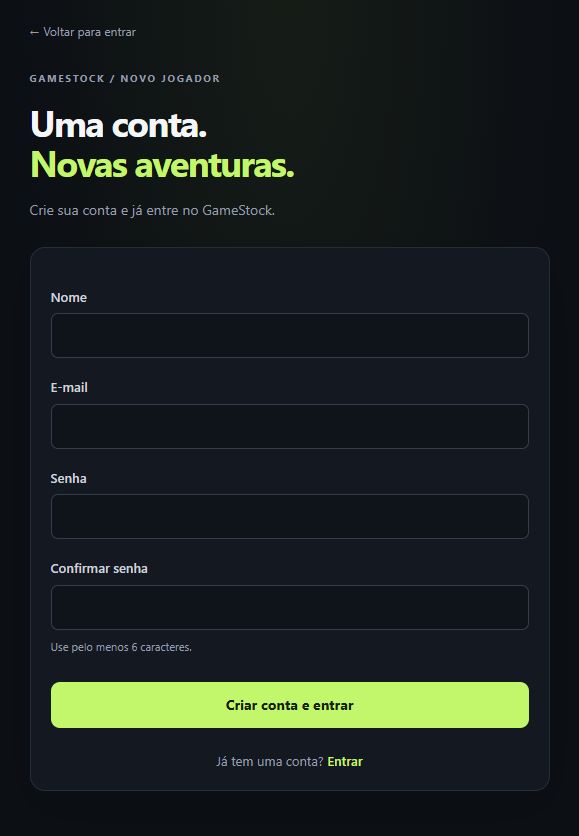 ← Voltar para entrar
GAMESTOCK / NOVO JOGADOR
Uma conta.
Novas aventuras.
Crie sua conta e já entre no GameStock.
Nome
E-mail
Senha
Confirmar senha
Use pelo menos 6 caracteres.
Criar conta e entrar
Já tem uma conta? Entrar